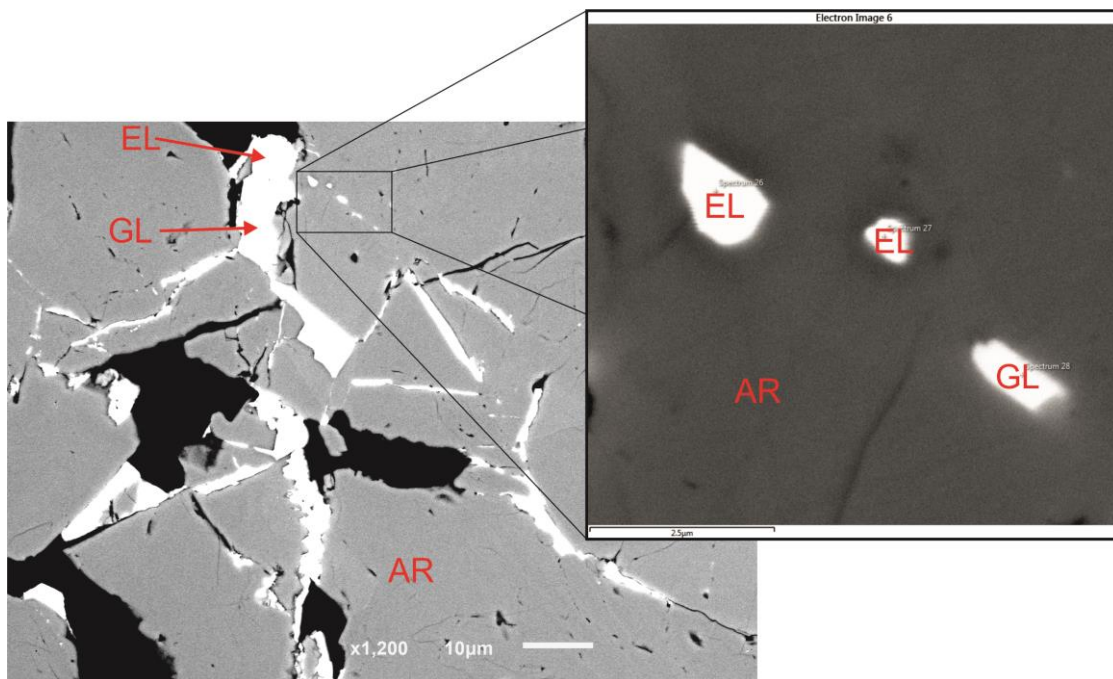 Electron Image 6
EL
GL
Spectrum 26
EL
Spectrum 27
EL
Spectrum 28
GL
AR
2.5µm
AR
x1,200 10µm